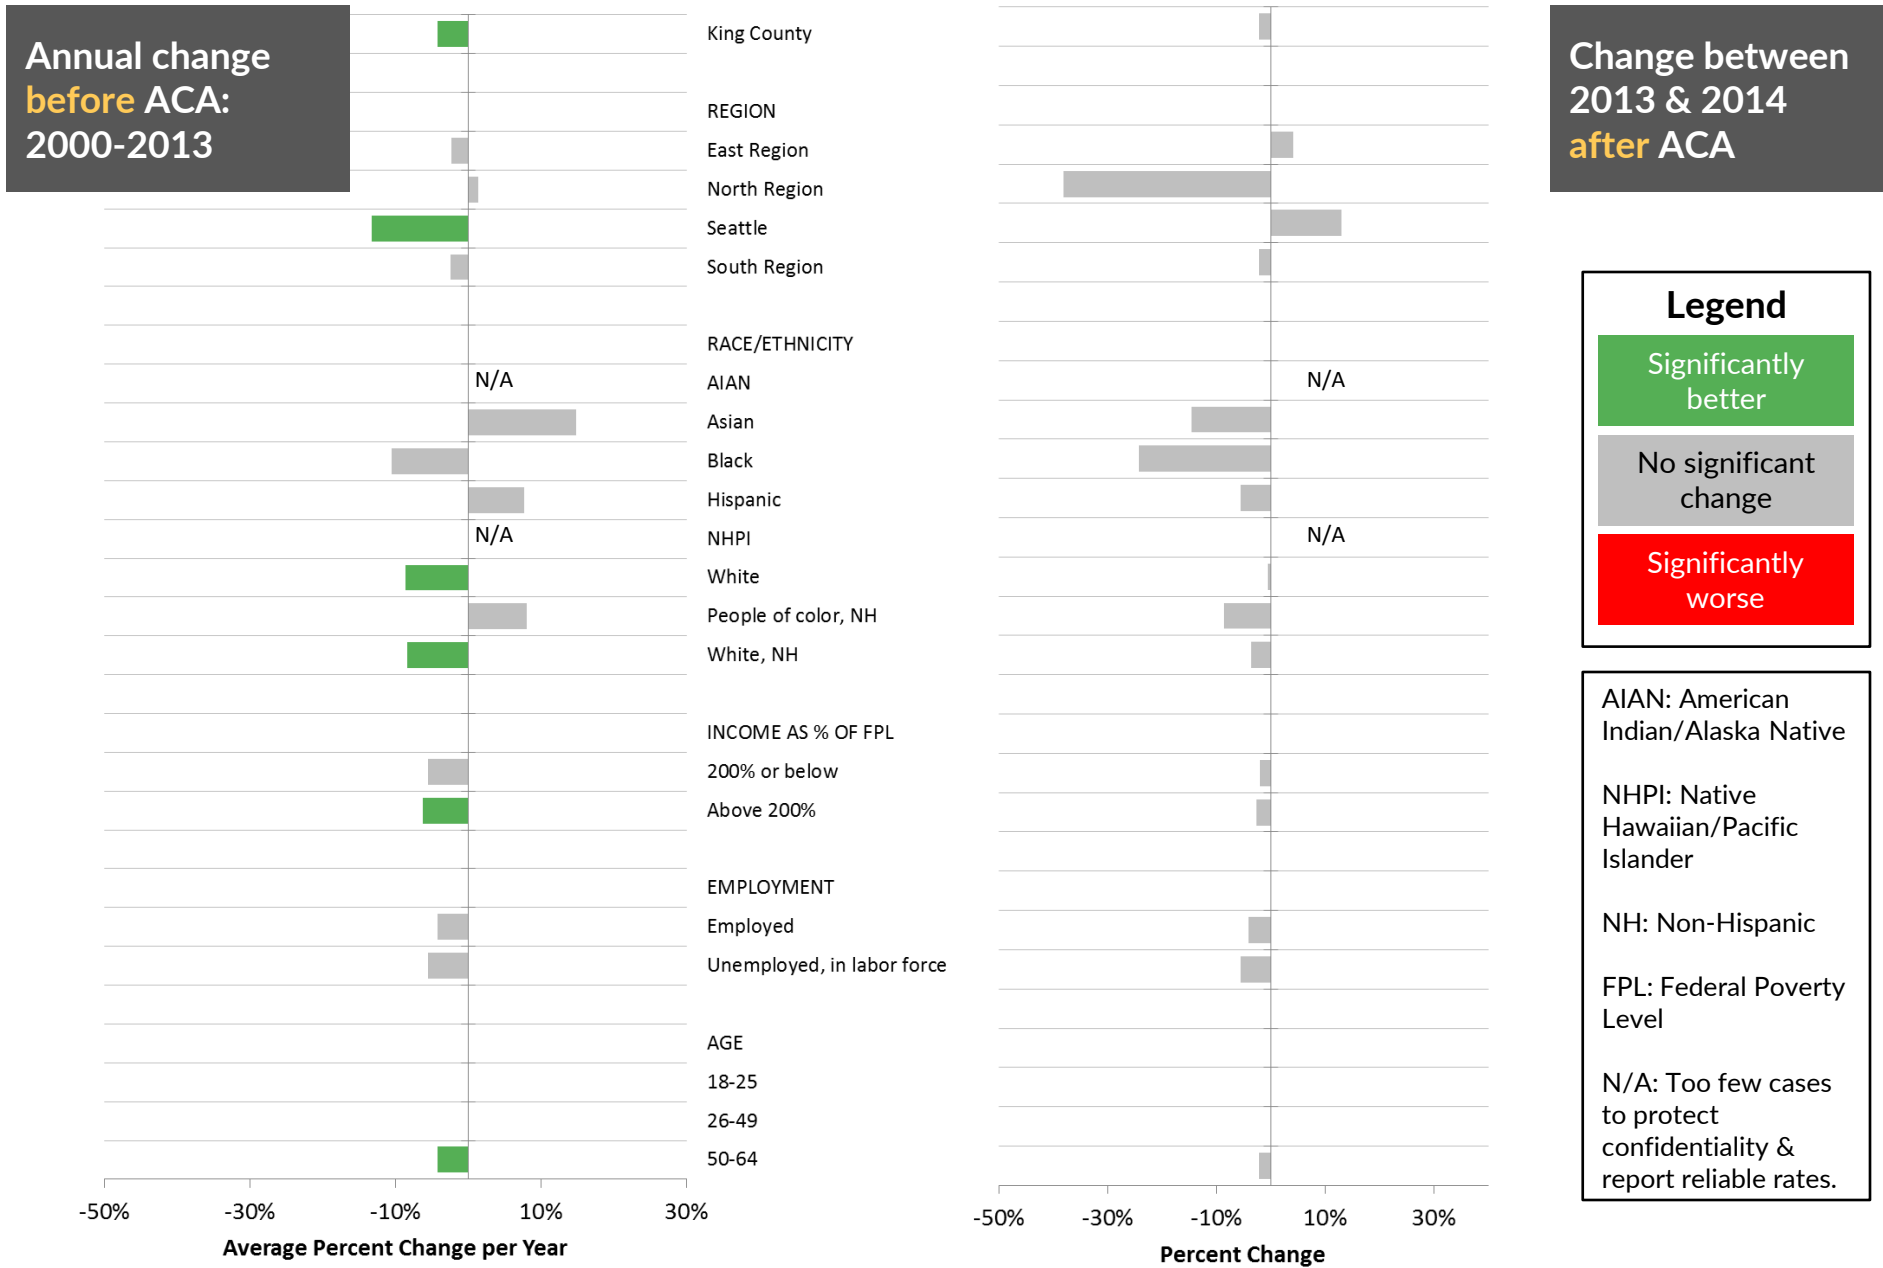 Annual change
before ACA:
2000-2013
King County
REGION
East Region
North Region
Seattle
South Region
RACE/ETHNICITY
N/A
AIAN
N/A
Asian
Black
Hispanic
N/A
NHPI
N/A
White
People of color, NH
White, NH
INCOME AS % OF FPL
200% or below
Above 200%
EMPLOYMENT
Employed
Unemployed, in labor force
AGE
18-25
26-49
50-64
-50%
-30%
-10%
10%
30%
Average Percent Change per Year
-50%
-30%
-10%
10%
30%
Percent Change
Change between
2013 & 2014
after ACA
Legend
Significantly
better
No significant
change
Significantly
worse
AIAN: American
Indian/Alaska Native
NHPI: Native
Hawaiian/Pacific
Islander
NH: Non-Hispanic
FPL: Federal Poverty
Level
N/A: Too few cases
to protect
confidentiality &
report reliable rates.